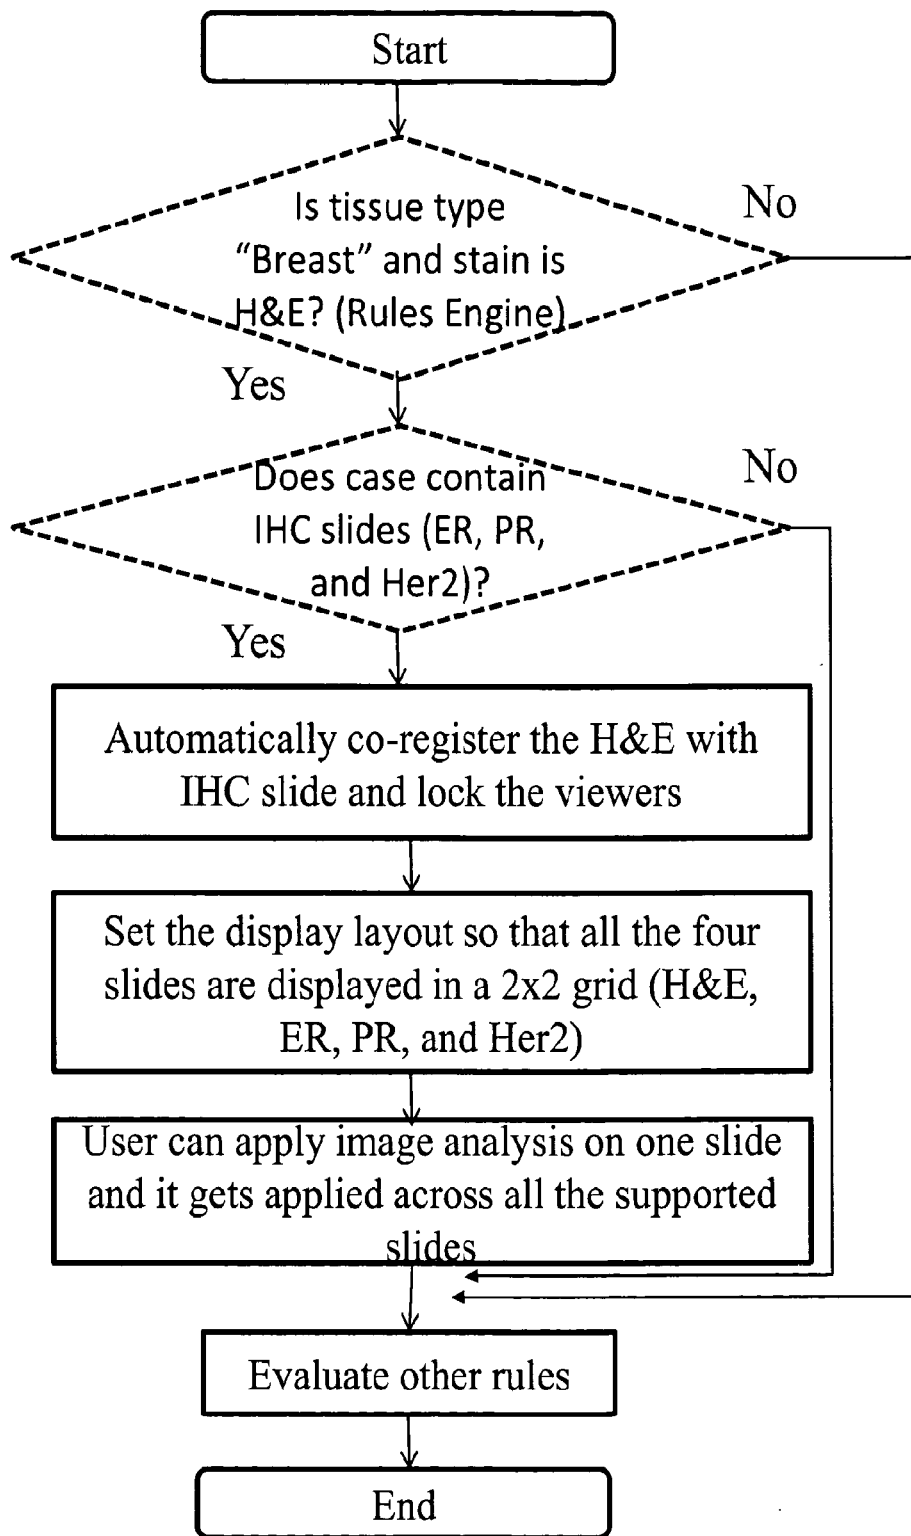 Start
Is tissue type
No
“Breast” and stain is
H&E? (Rules Engine)
Yes
Does case contain
No
IHC slides (ER, PR,
and Her2)?
Yes
Automatically co-register the H&E with
IHC slide and lock the viewers
Set the display layout so that all the four
slides are displayed in a 2x2 grid (H&E,
ER, PR, and Her2)
User can apply image analysis on one slide
and it gets applied across all the supported
slides
Evaluate other rules
End